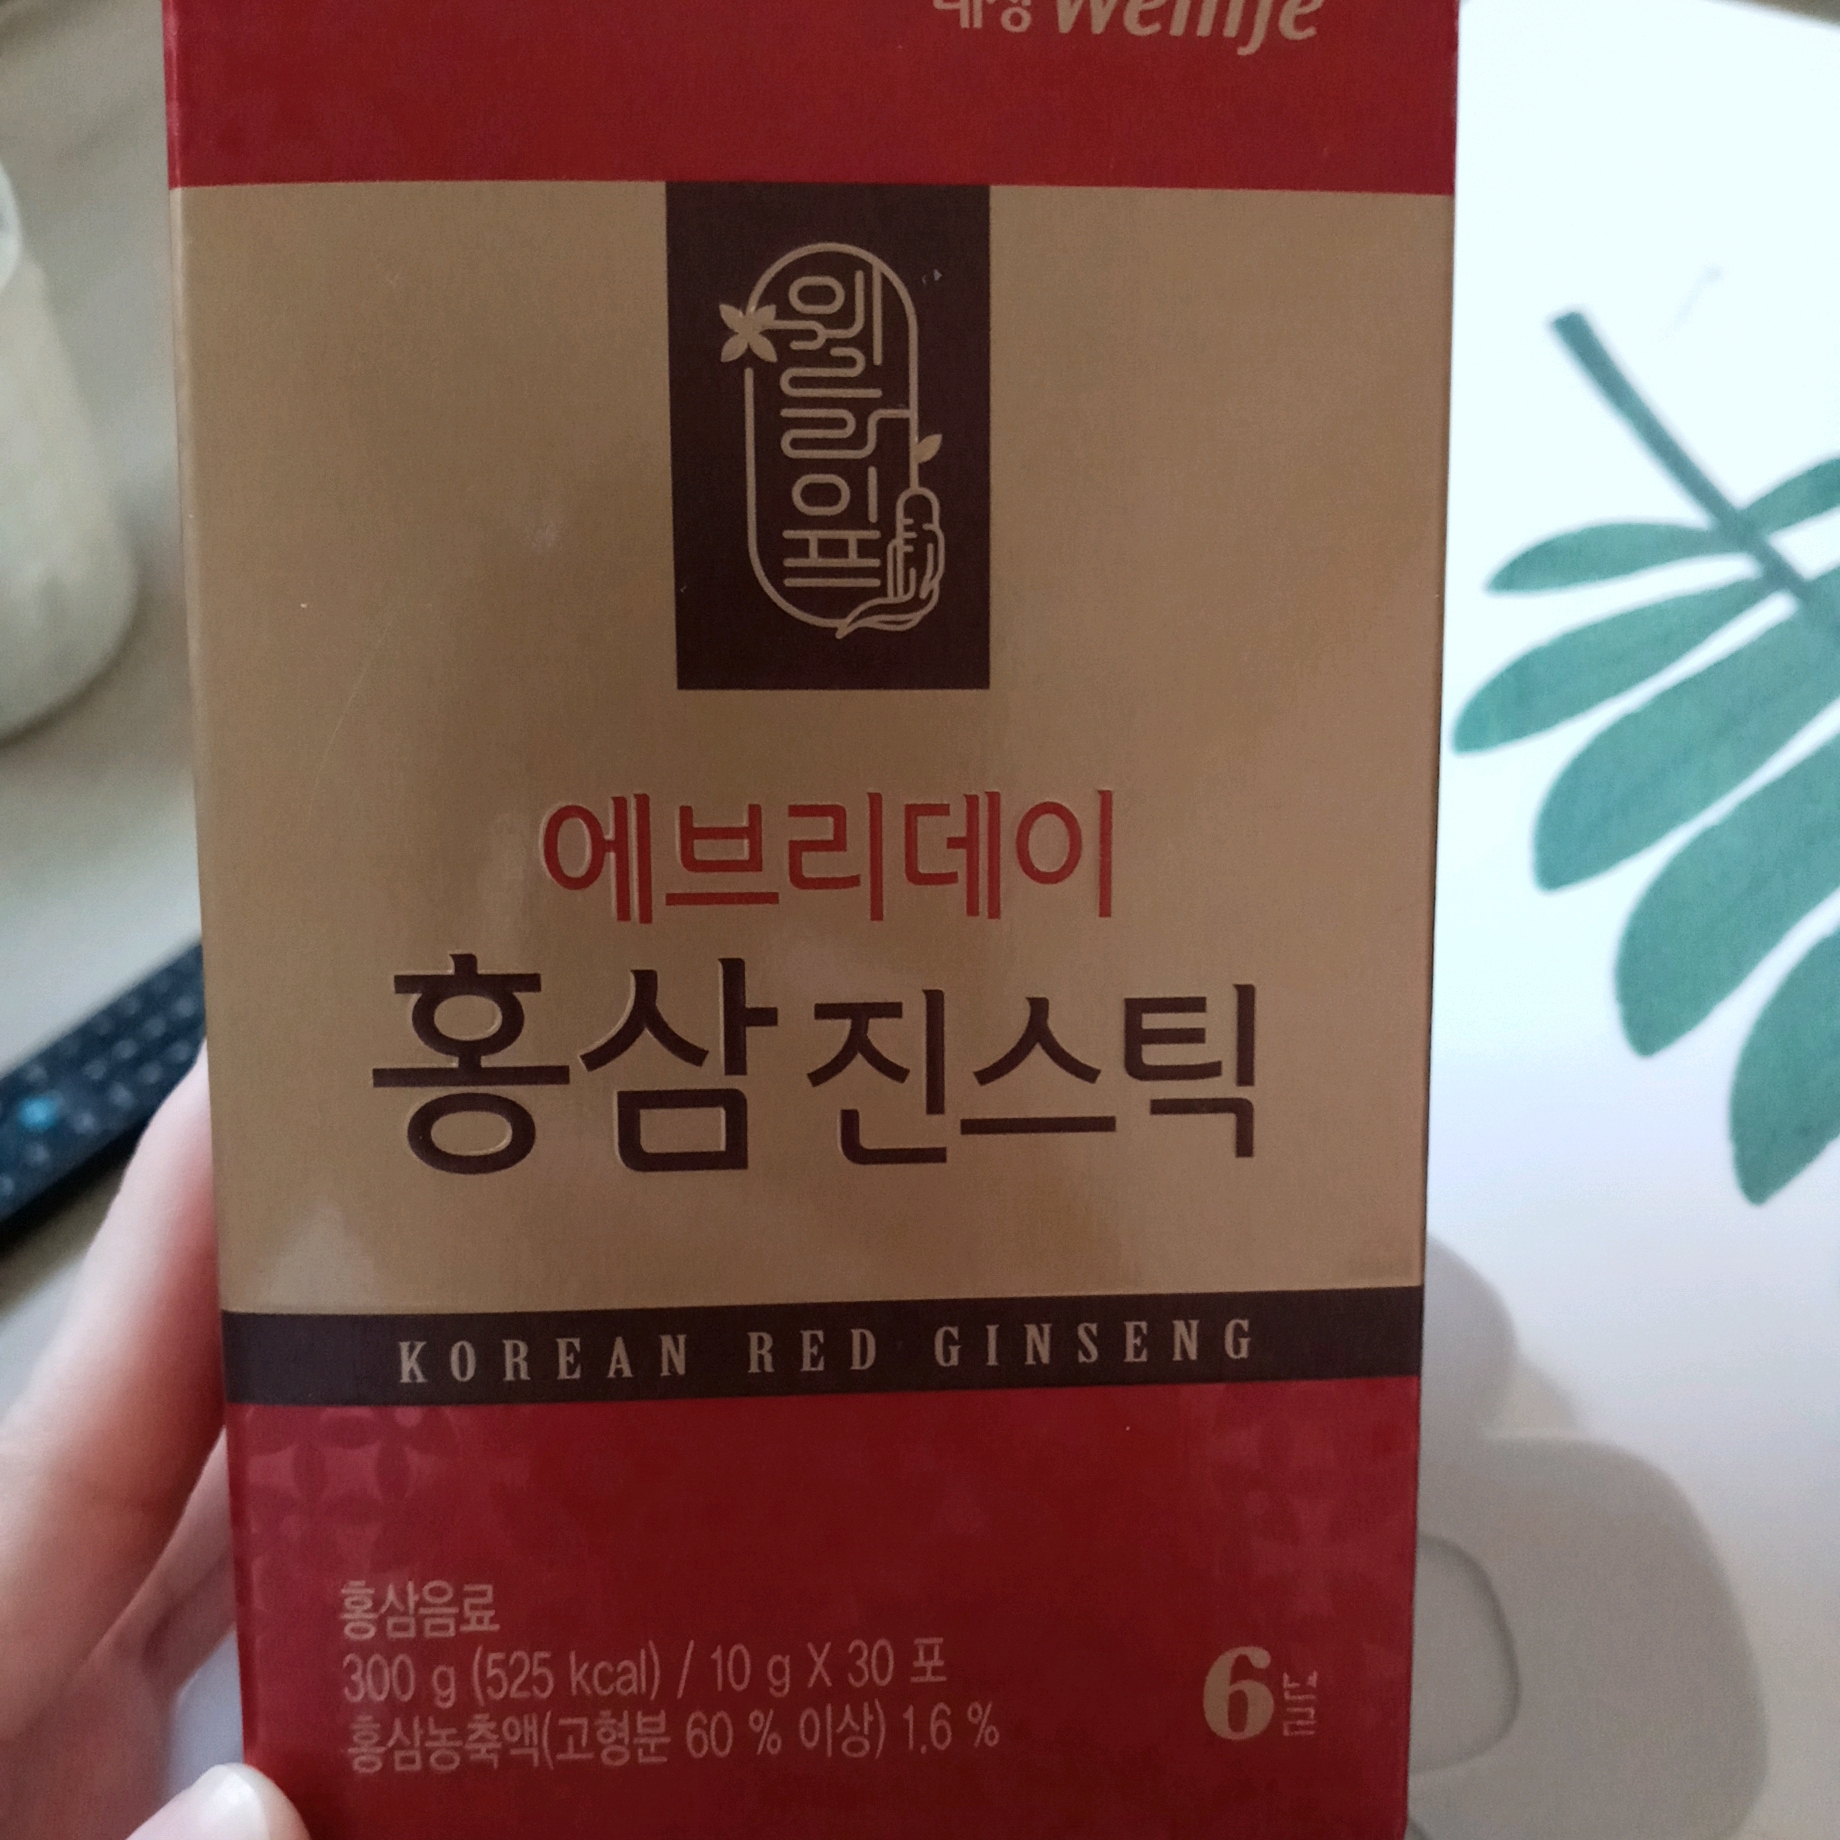 대상 Wellife
웰라이프
에브리데이
홍삼 진스틱
KOREAN RED GINSENG
홍삼음료
300 g (525 kcal) / 10 g X 30 포
홍삼농축액(고형분 60 % 이상) 1.6 %
6년근